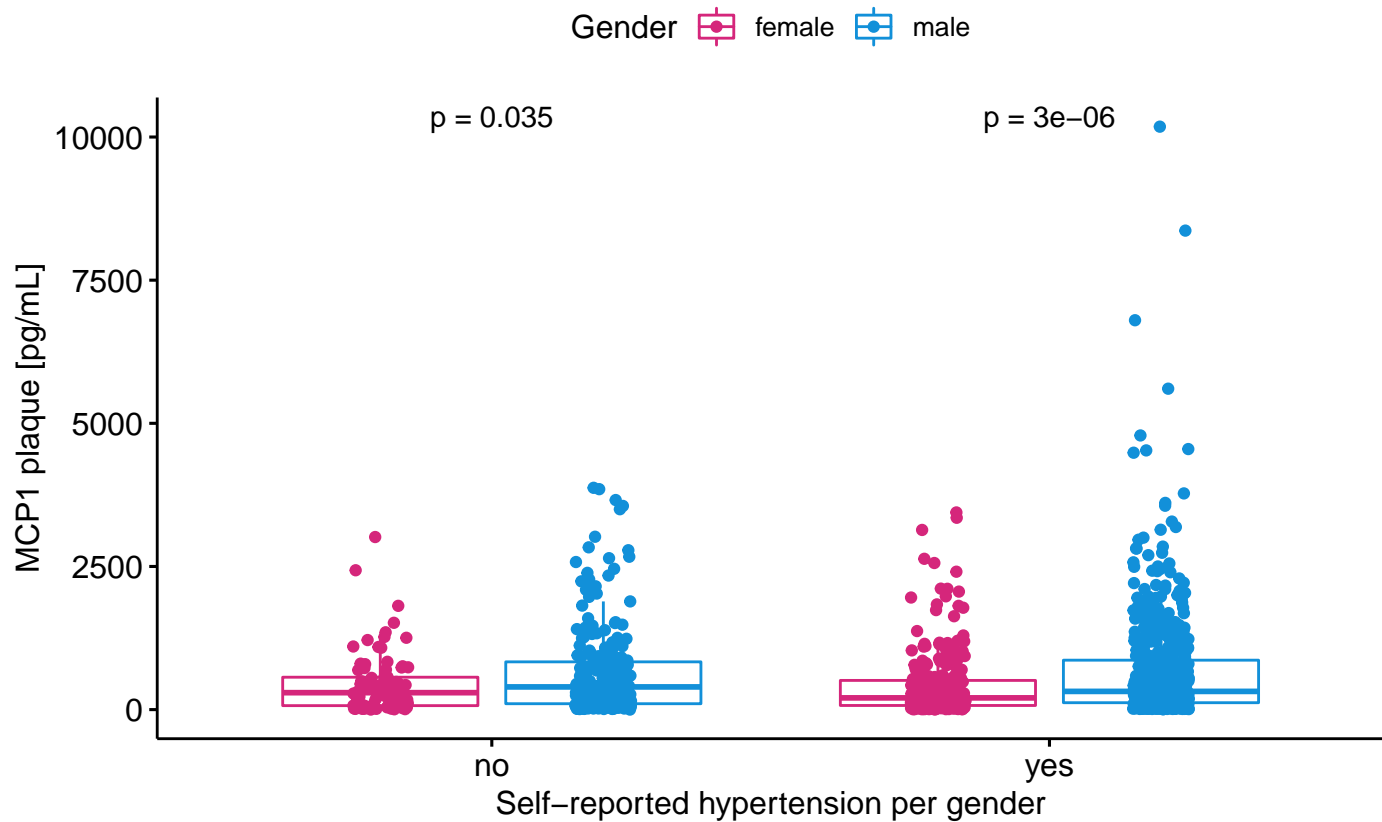 Gender female male
p = 0.035 p = 3e−06
10000
7500
5000
2500
0
MCP1 plaque [pg/mL]
no yes
Self−reported hypertension per gender